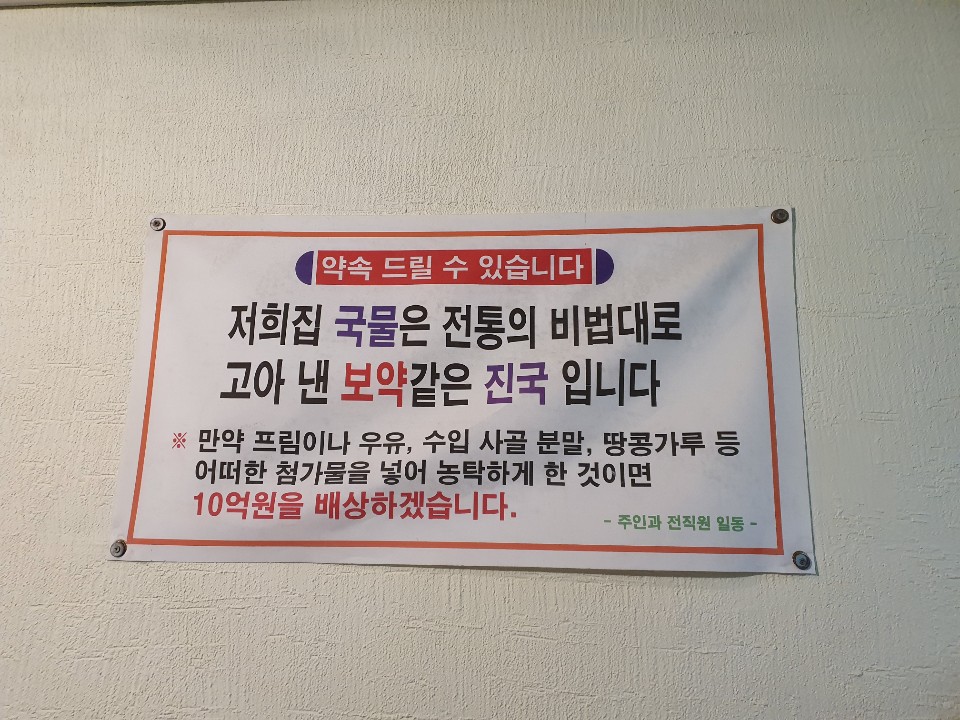 약속 드릴 수 있습니다
저희집 국물은 전통의 비법대로
고아 낸 보약같은 진국 입니다
※ 만약 프림이나 우유, 수입 사골 분말, 땅콩가루 등
어떠한 첨가물을 넣어 농탁하게 한 것이면
10억원을 배상하겠습니다.
- 주인과 전직원 일동 -